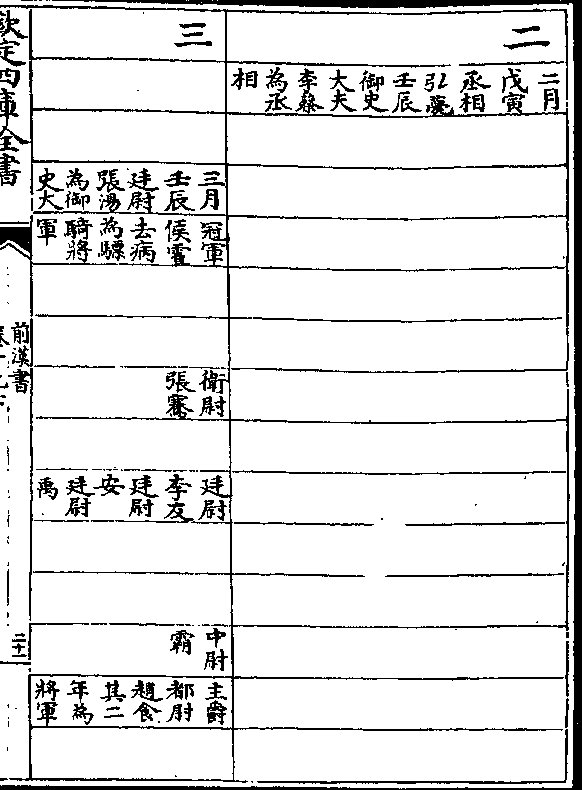 二
二月
戊寅
丞相
弘薨
壬辰
御史
大夫
李蔡
為丞
相
三
三月
壬辰
廷尉
張湯
為御
史大
冠軍
侯霍
去病
為驃
騎將
軍
衛尉
張騫
廷尉
李友
廷尉
安
廷尉
禹
中尉
霸
主爵
都尉
趙食
其二
年為
將軍
欽定四庫全書
前漢書
二十一